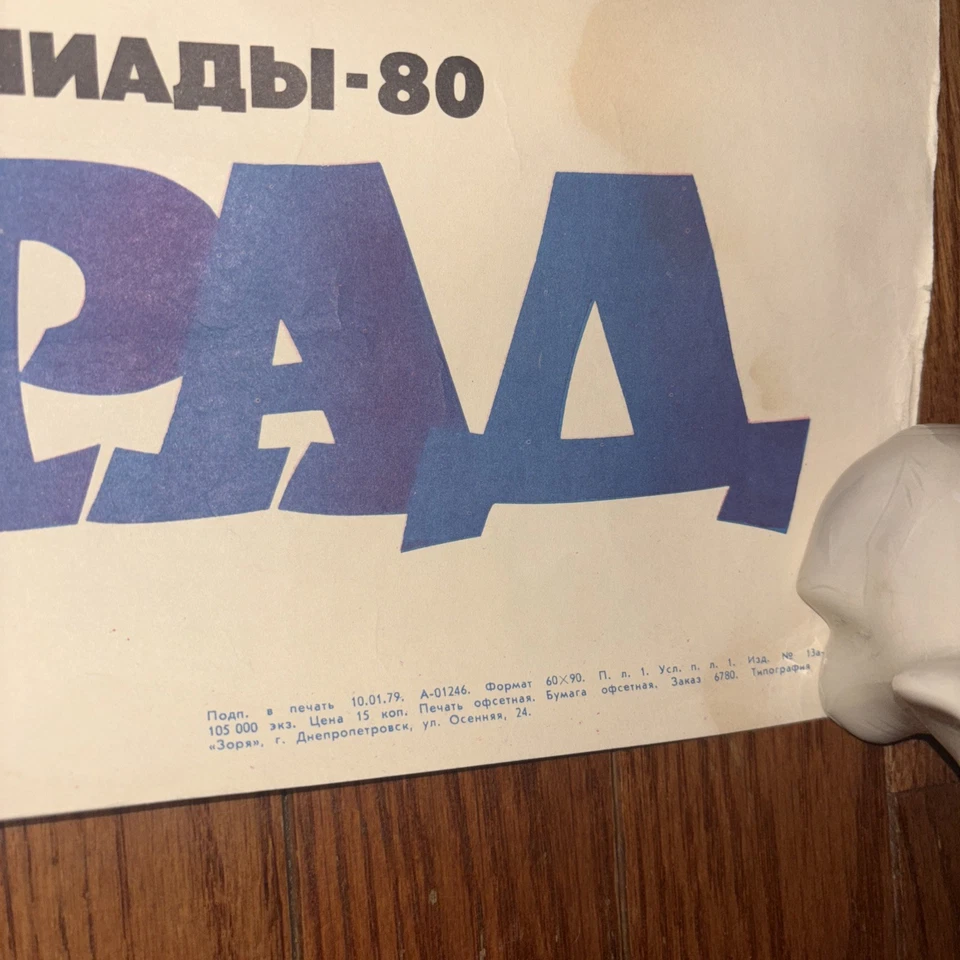 ИАДЫ-80
РАД
Подп. в печать 10.01.79. А-01246. Формат 60×90. П. л. 1. Усл. п. л. 1. Изд. № 13а-
105 000 экз. Цена 15 коп. Печать офсетная. Бумага офсетная. Заказ 6780. Типография
«Зоря», г. Днепропетровск, ул. Осенняя, 24.